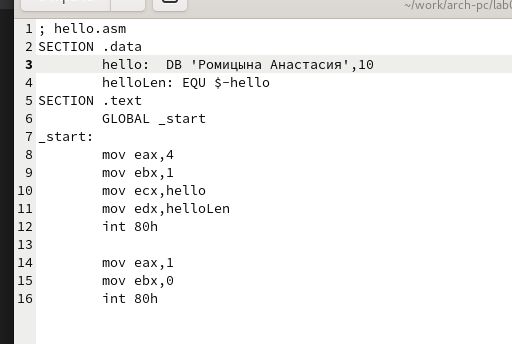 ~/work/arch-pc/lab0
1 ; hello.asm
2 SECTION .data
3 hello: DB 'Ромицына Анастасия',10
4 helloLen: EQU $-hello
5 SECTION .text
6 GLOBAL _start
7 _start:
8 mov eax,4
9 mov ebx,1
10 mov ecx,hello
11 mov edx,helloLen
12 int 80h
13
14 mov eax,1
15 mov ebx,0
16 int 80h